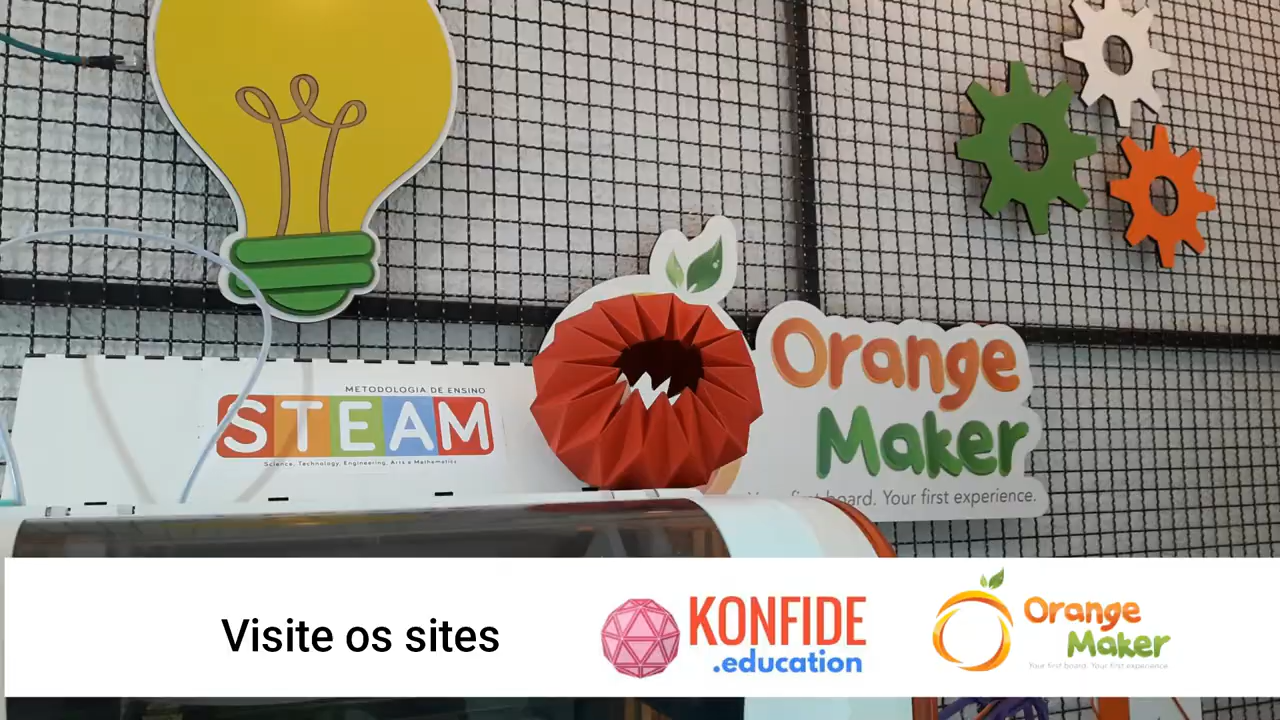 METODOLOGIA DE ENSINO
STEAM
Science, Technology, Engineering, Arts e Mathematics
Orange
Maker
first board. Your first experience.
Visite os sites
KONFIDE
.education
Orange
Maker
Your first board. Your first experience.